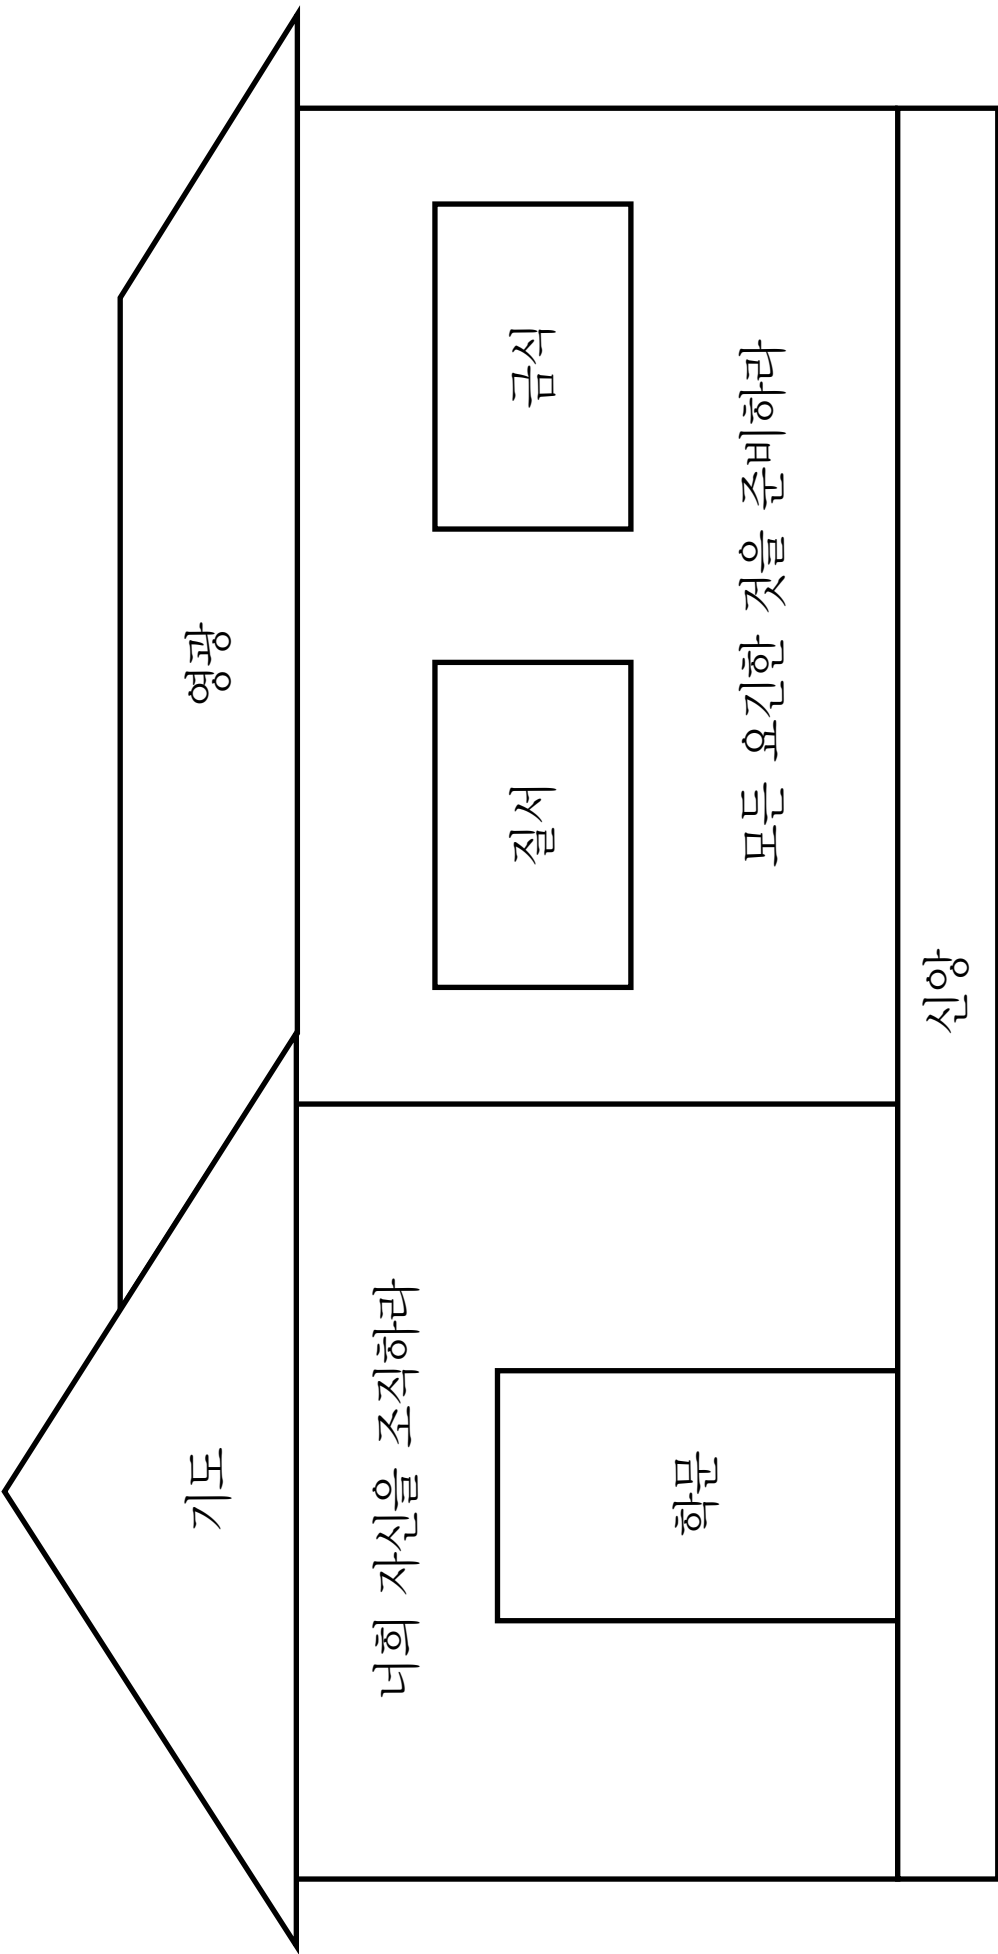 기도
영광
너희 자신을 조직하라
학문
질서
금식
모든 요긴한 것을 준비하라
신앙